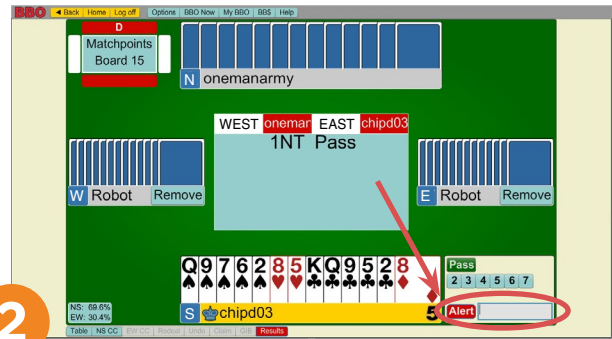 BBO ◄ Back Home Log off Options BBO Now My BBO BB$ Help
D
Matchpoints
Board 15
N onemanarmy
WEST oneman EAST chipd03
1NT Pass
W Robot Remove
E Robot Remove
Q 9 7 6 2 8 5 K Q 9 5 2 8
Pass
2 3 4 5 6 7
Alert
NS: 69.6%
EW: 30.4%
S chipd03 5
Table NS CC EW CC Redeal Undo Claim GIB Results
2